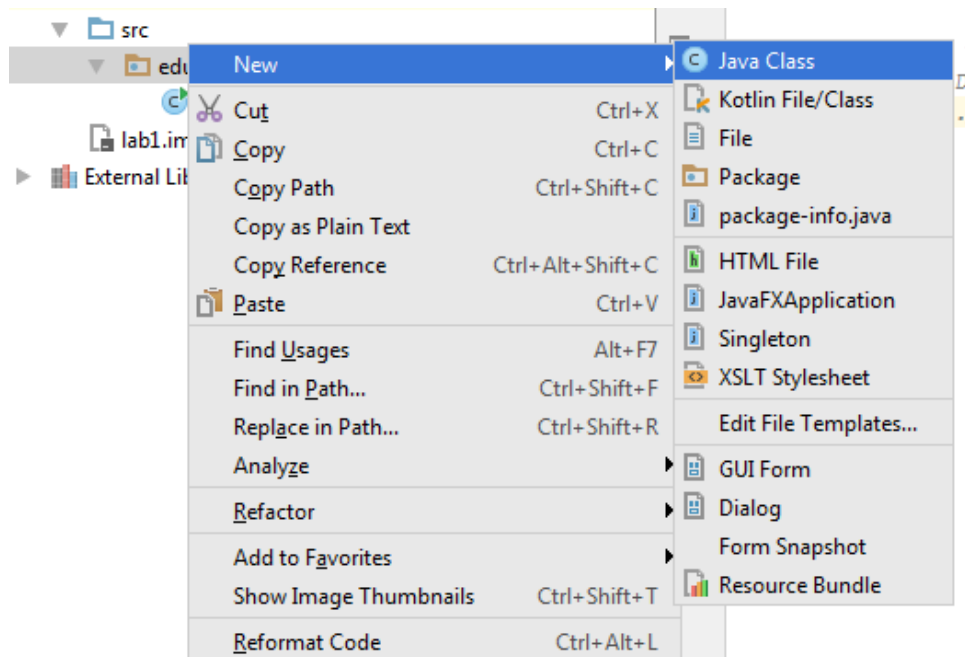 src
edu
lab1.im
External Lib
New
Cut Ctrl+X
Copy Ctrl+C
Copy Path Ctrl+Shift+C
Copy as Plain Text
Copy Reference Ctrl+Alt+Shift+C
Paste Ctrl+V
Find Usages Alt+F7
Find in Path... Ctrl+Shift+F
Replace in Path... Ctrl+Shift+R
Analyze
Refactor
Add to Favorites
Show Image Thumbnails Ctrl+Shift+T
Reformat Code Ctrl+Alt+L
Java Class
Kotlin File/Class
File
Package
package-info.java
HTML File
JavaFXApplication
Singleton
XSLT Stylesheet
Edit File Templates...
GUI Form
Dialog
Form Snapshot
Resource Bundle